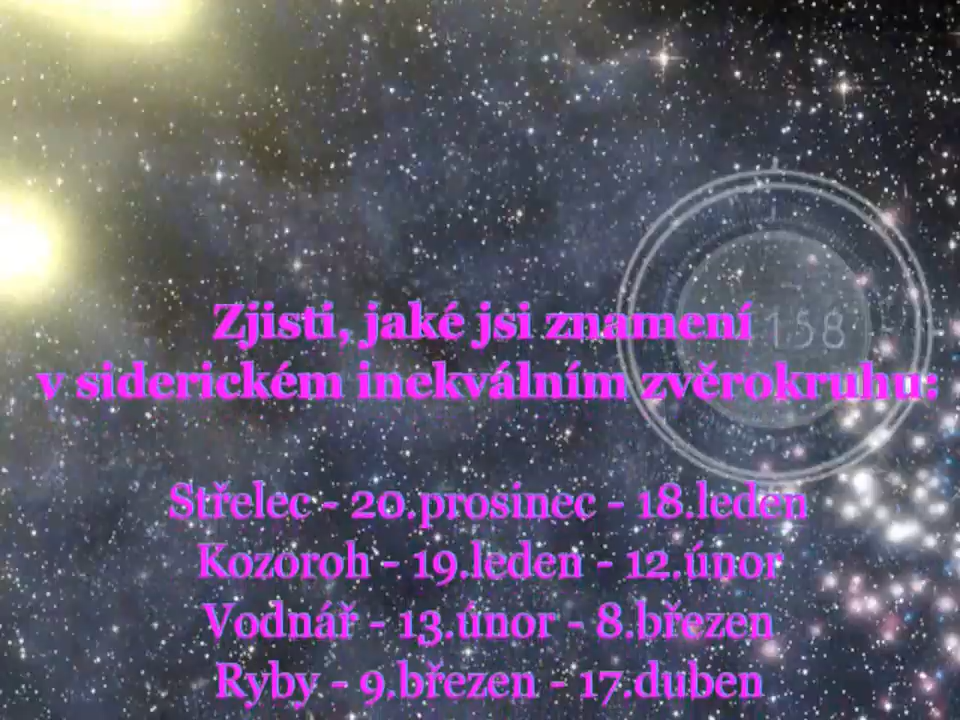 Zjisti, jaké jsi znamení
158
v siderickém inekválním zvěrokruhu:
Střelec - 20.prosinec - 18.leden
Kozoroh - 19.leden - 12.únor
Vodnář - 13.únor - 8.březen
Ryby - 9.březen - 17.duben